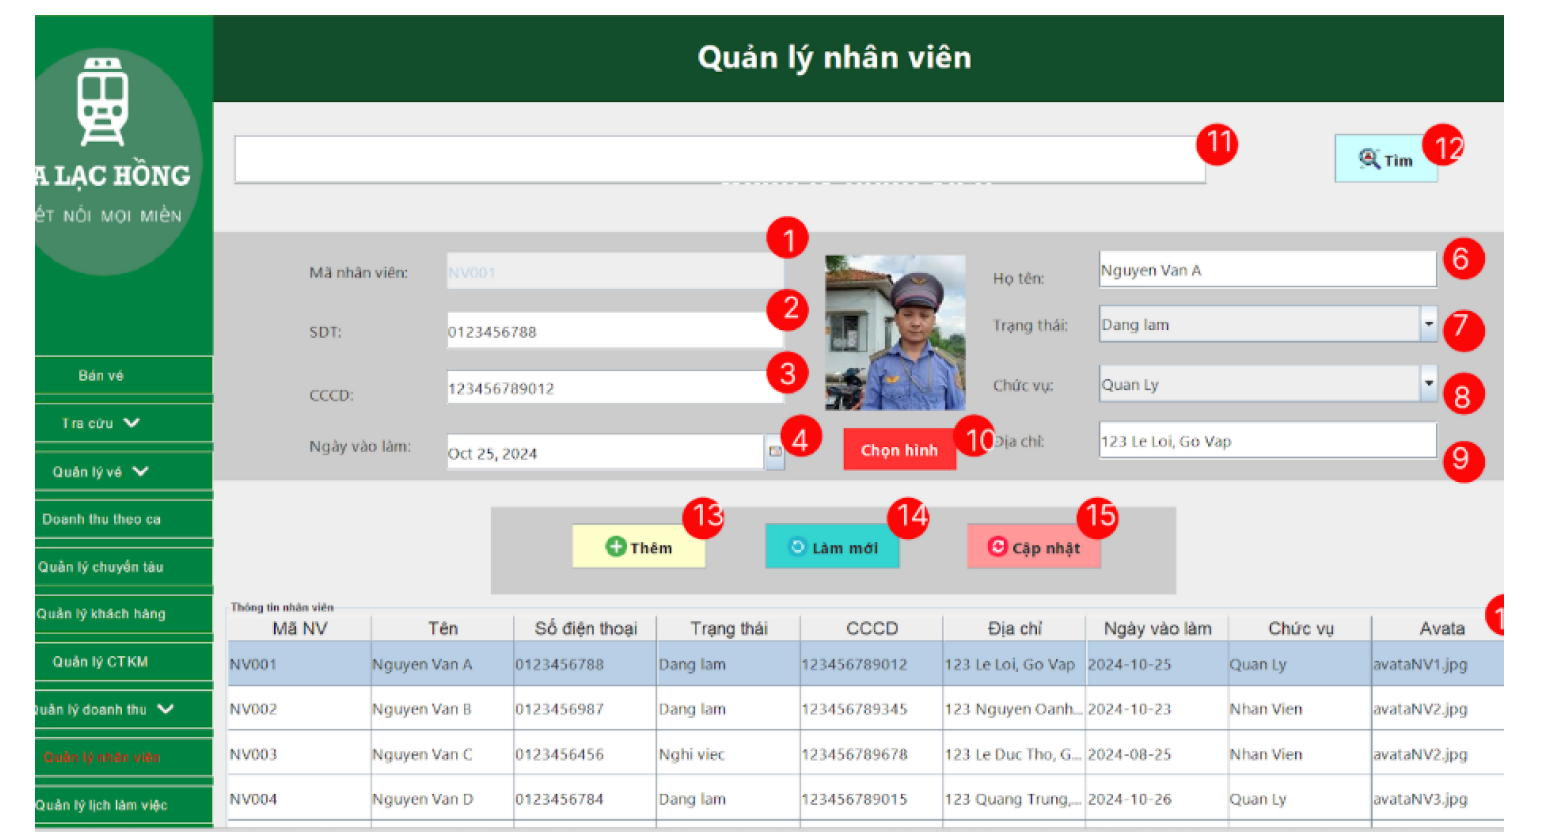 Quản lý nhân viên
A LẠC HỒNG
ẾT NỐI MỌI MIỀN
11
Tìm
12
Mã nhân viên:
NV001
1
SDT:
0123456788
2
CCCD:
123456789012
3
Ngày vào làm:
Oct 25, 2024
4
Chọn hình
10
Họ tên:
Nguyen Van A
6
Trạng thái:
Dang lam
7
Chức vụ:
Quan Ly
8
Địa chỉ:
123 Le Loi, Go Vap
9
Bán vé
Tra cứu
Quản lý vé
Doanh thu theo ca
Quản lý chuyến tàu
Quản lý khách hàng
Quản lý CTKM
Quản lý doanh thu
Quản lý nhân viên
Quản lý lịch làm việc
Thêm
13
Làm mới
14
Cập nhật
15
Thông tin nhân viên
1
Mã NV Tên Số điện thoại Trạng thái CCCD Địa chỉ Ngày vào làm Chức vụ Avata
NV001 Nguyen Van A 0123456788 Dang lam 123456789012 123 Le Loi, Go Vap 2024-10-25 Quan Ly avataNV1.jpg
NV002 Nguyen Van B 0123456987 Dang lam 123456789345 123 Nguyen Oanh... 2024-10-23 Nhan Vien avataNV2.jpg
NV003 Nguyen Van C 0123456456 Nghi viec 123456789678 123 Le Duc Tho, G... 2024-08-25 Nhan Vien avataNV2.jpg
NV004 Nguyen Van D 0123456784 Dang lam 123456789015 123 Quang Trung,... 2024-10-26 Quan Ly avataNV3.jpg